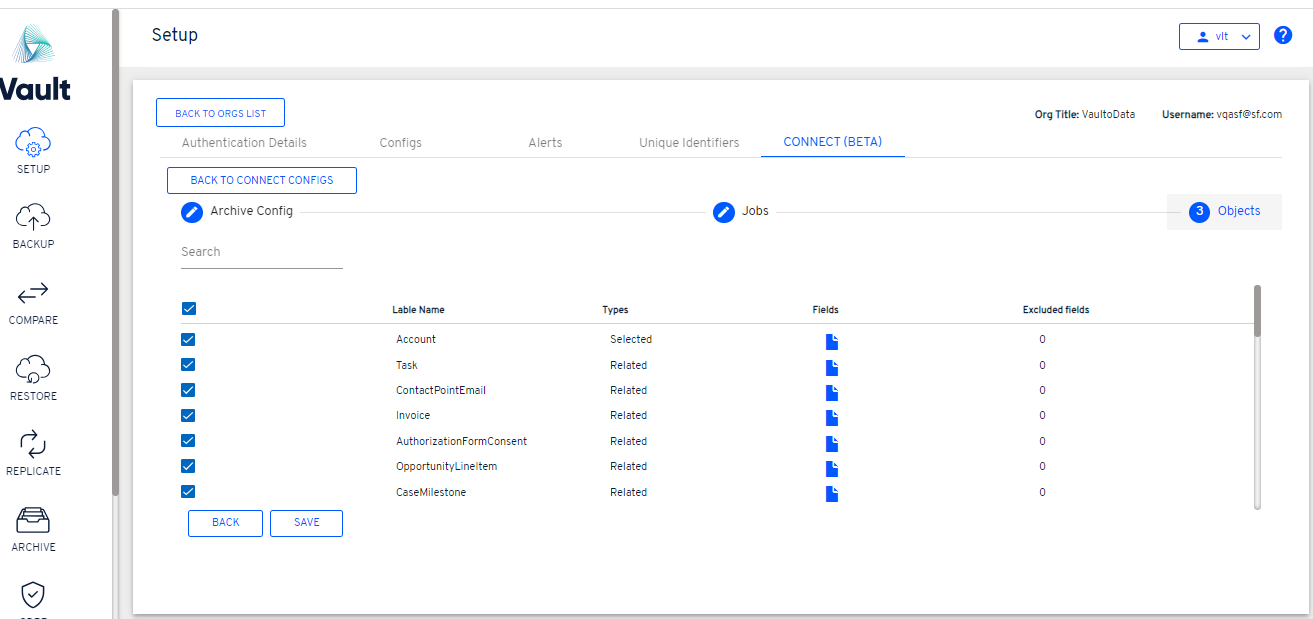 Setup
vlt
?
Vault
BACK TO ORGS LIST
Org Title: VaultoData Username: vqasf@sf.com
Authentication Details Configs Alerts Unique Identifiers CONNECT (BETA)
BACK TO CONNECT CONFIGS
Archive Config Jobs 3 Objects
Search
Lable Name Types Fields Excluded fields
Account Selected 0
Task Related 0
ContactPointEmail Related 0
Invoice Related 0
AuthorizationFormConsent Related 0
OpportunityLineItem Related 0
CaseMilestone Related 0
BACK SAVE
SETUP
BACKUP
COMPARE
RESTORE
REPLICATE
ARCHIVE